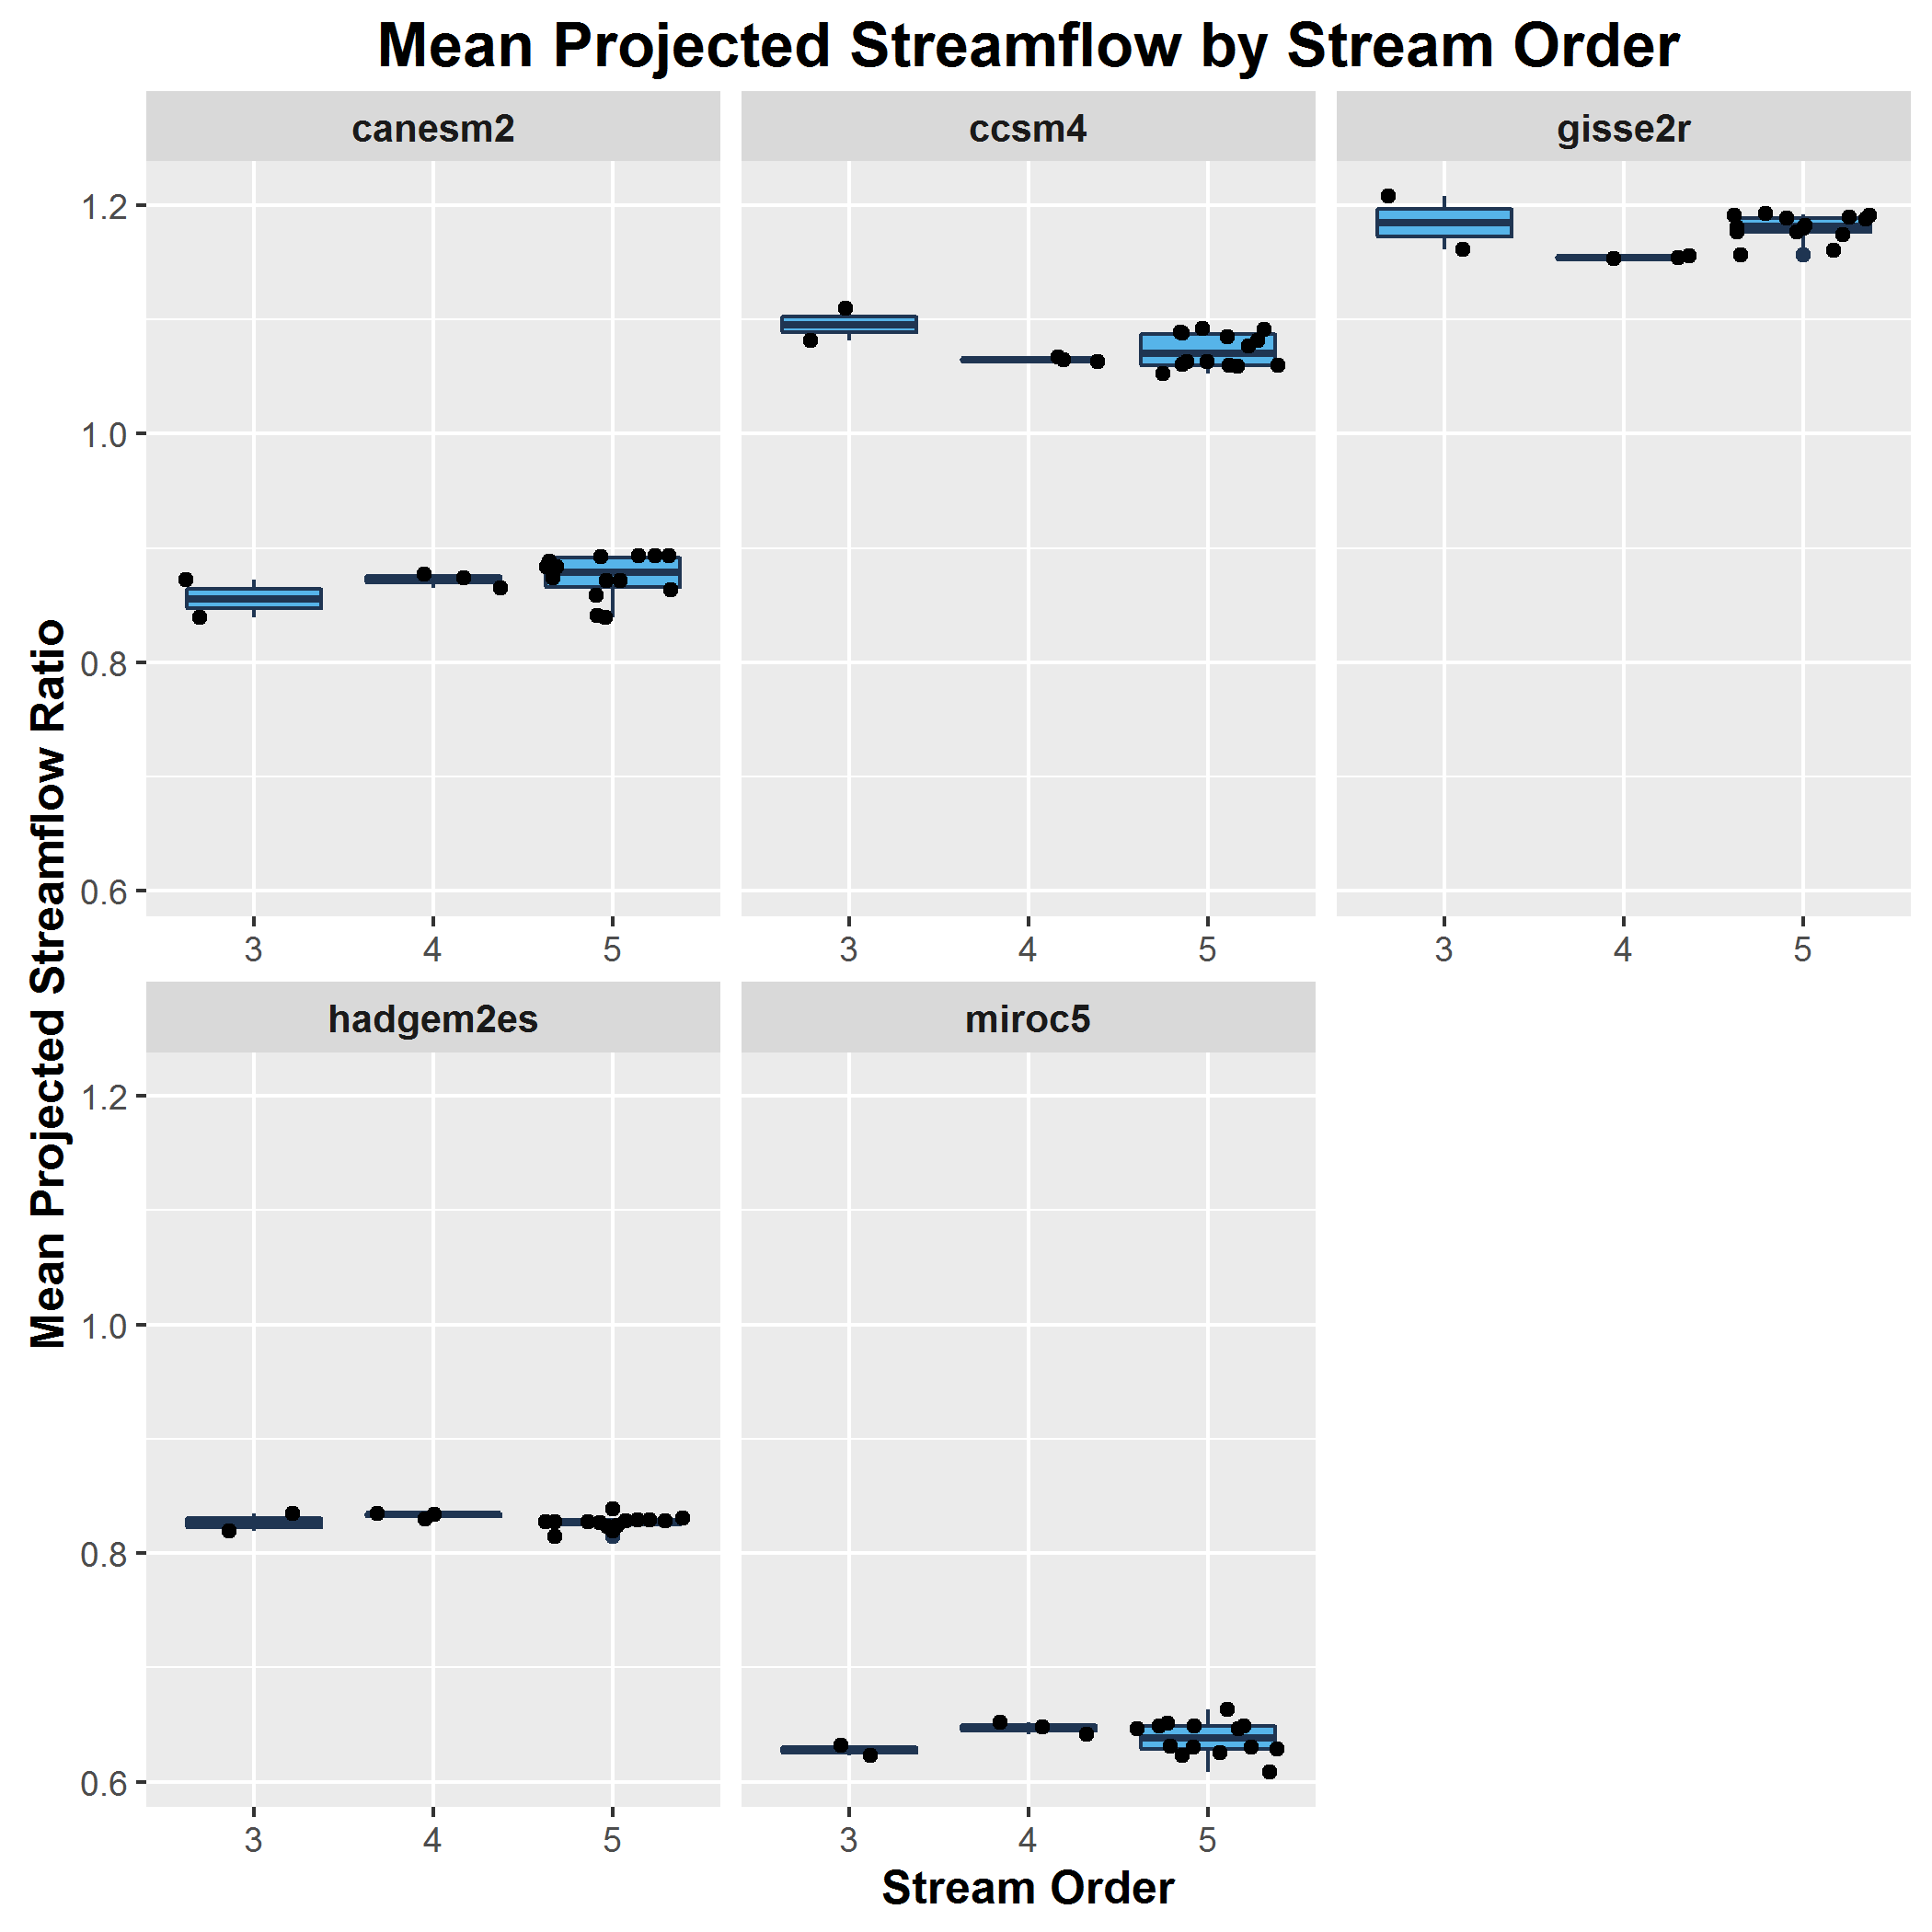 Mean Projected Streamflow by Stream Order
canesm2 ccsm4 gisse2r
1.2
1.0
0.8
0.6
3 4 5 3 4 5 3 4 5
Mean Projected Streamflow Ratio
hadgem2es miroc5
1.2
1.0
0.8
0.6
3 4 5 3 4 5
Stream Order